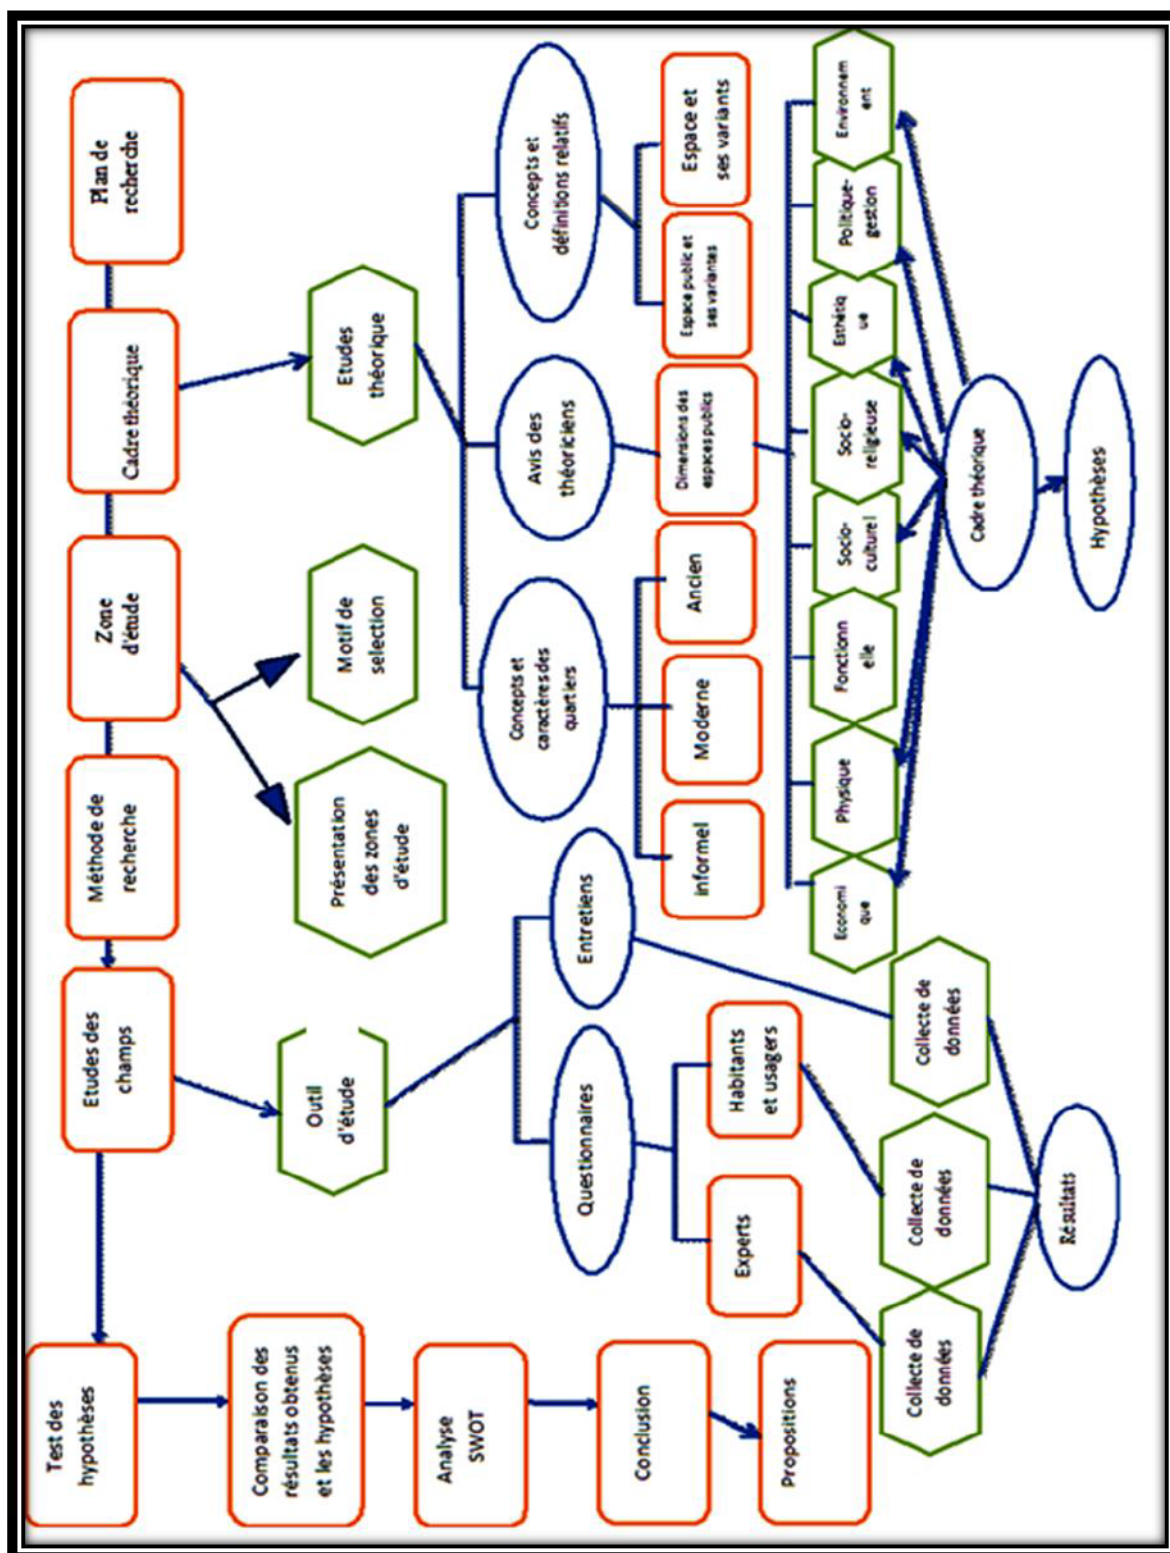 Plan de
recherche
Cadre théorique
Zone
d'étude
Méthode de
recherche
Etudes des
champs
Test des
hypothèses
Etudes
théorique
Motif de
selection
Présentation
des zones
d'étude
Outil
d'étude
Comparaison des
résultats obtenus
et les hypothèses
Analyse
SWOT
Conclusion
Propositions
Concepts et
définitions relatifs
Avis des
théoriciens
Concepts et
caractères des
quartiers
Entretiens
Questionnaires
Espace et
ses variants
Espace public et
ses variantes
Dimensions des
espaces publics
Ancien
Moderne
informel
Habitants
et usagers
Experts
Environnem
ent
Politique-
gestion
Esthétiq
ue
Socio-
religieuse
Socio-
culturel
Fonctionn
elle
Physique
Economi
que
Collecte de
données
Collecte de
données
Collecte de
données
Cadre théorique
Hypothèses
Résultats